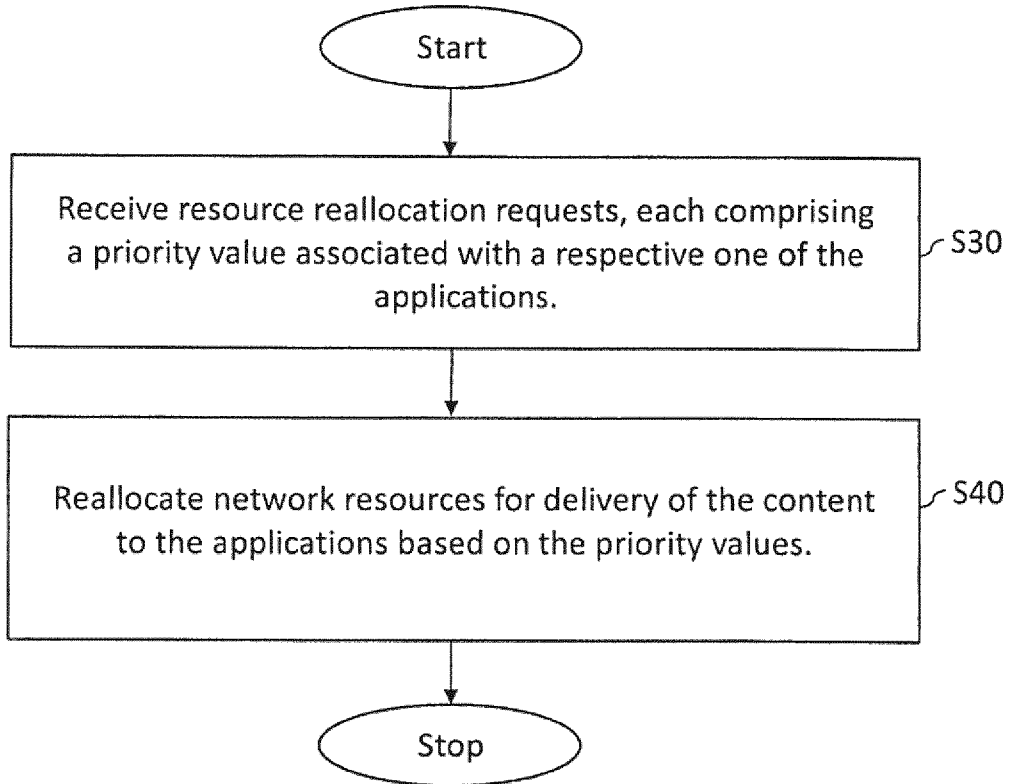 Start
Receive resource reallocation requests, each comprising
a priority value associated with a respective one of the
applications.
S30
Reallocate network resources for delivery of the content
to the applications based on the priority values.
S40
Stop